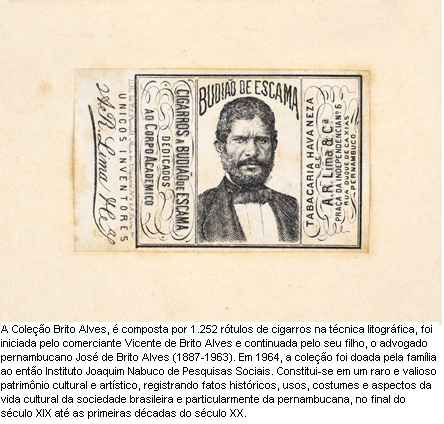 BUDIÃO DE ESCAMA
CIGARROS A BUDIÃO DE ESCAMA
DEDICADOS
AO CORPO ACADEMICO
TABACARIA HAVANEZA
DE
A.R. Lima & Cª
PRAÇA DA INDEPENDENCIA Nº 6
RUA DUQUE DE CAXIAS
PERNAMBUCO
UNICOS INVENTORES
A.R. Lima
A Coleção Brito Alves, é composta por 1.252 rótulos de cigarros na técnica litográfica, foi
iniciada pelo comerciante Vicente de Brito Alves e continuada pelo seu filho, o advogado
pernambucano José de Brito Alves (1887-1963). Em 1964, a coleção foi doada pela família
ao então Instituto Joaquim Nabuco de Pesquisas Sociais. Constitui-se em um raro e valioso
patrimônio cultural e artístico, registrando fatos históricos, usos, costumes e aspectos da
vida cultural da sociedade brasileira e particularmente da pernambucana, no final do
século XIX até as primeiras décadas do século XX.